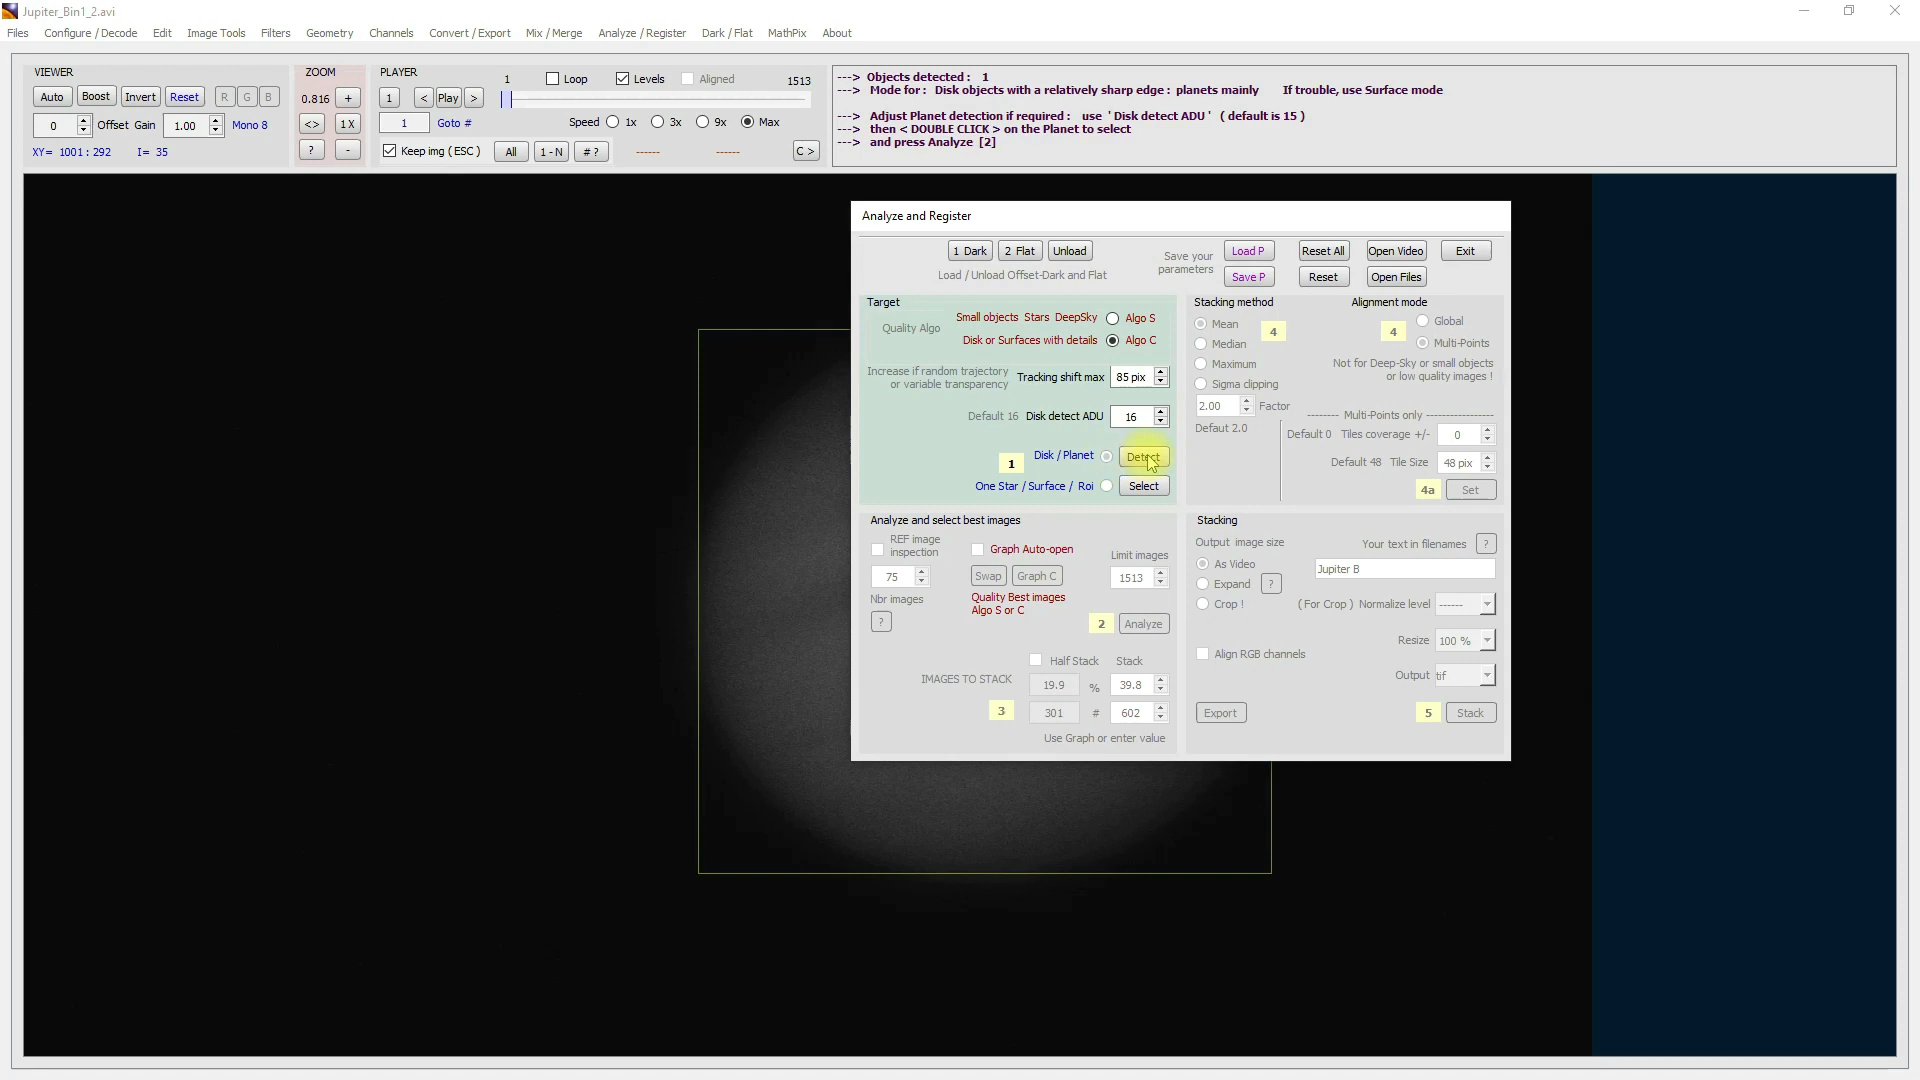 Jupiter_Bin1_2.avi
Files Configure / Decode Edit Image Tools Filters Geometry Channels Convert / Export Mix / Merge Analyze / Register Dark / Flat MathPix About
VIEWER
Auto Boost Invert Reset R G B
0 Offset Gain 1.00 Mono 8
XY= 1001 : 292 I= 35
ZOOM
0.816 +
<> 1 X
? -
PLAYER 1 Loop Levels Aligned 1513
1 < Play >
1 Goto # Speed 1x 3x 9x Max
Keep img ( ESC ) All 1 - N # ? ------ ------ C >
---> Objects detected : 1
---> Mode for : Disk objects with a relatively sharp edge : planets mainly If trouble, use Surface mode
---> Adjust Planet detection if required : use ' Disk detect ADU ' ( default is 15 )
---> then < DOUBLE CLICK > on the Planet to select
---> and press Analyze [2]
Analyze and Register
1 Dark 2 Flat Unload
Load / Unload Offset-Dark and Flat
Save your
parameters
Load P Reset All Open Video Exit
Save P Reset Open Files
Target
Quality Algo
Small objects Stars DeepSky Algo S
Disk or Surfaces with details Algo C
Increase if random trajectory
or variable transparency
Tracking shift max 85 pix
Default 16 Disk detect ADU 16
1 Disk / Planet Detect
One Star / Surface / Roi Select
Stacking method Alignment mode
Mean 4 4 Global
Median Multi-Points
Maximum Not for Deep-Sky or small objects
or low quality images !
Sigma clipping
2.00 Factor -------- Multi-Points only ----------------
Defaut 2.0 Default 0 Tiles coverage +/- 0
Default 48 Tile Size 48 pix
4a Set
Analyze and select best images
REF image
inspection
Graph Auto-open Limit images
75 Swap Graph C 1513
Nbr images Quality Best images
Algo S or C
? 2 Analyze
Half Stack Stack
IMAGES TO STACK 19.9 % 39.8
3 301 # 602
Use Graph or enter value
Stacking
Output image size Your text in filenames ?
As Video Jupiter B
Expand ?
Crop ! ( For Crop ) Normalize level ------
Resize 100 %
Align RGB channels
Output tif
Export 5 Stack